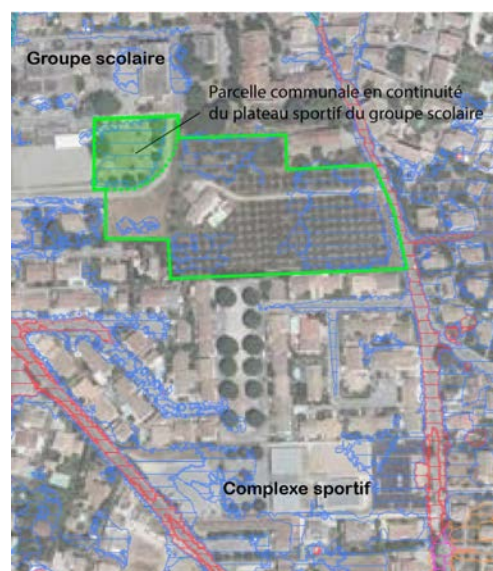 Groupe scolaire
Parcelle communale en continuité
du plateau sportif du groupe scolaire
Complexe sportif